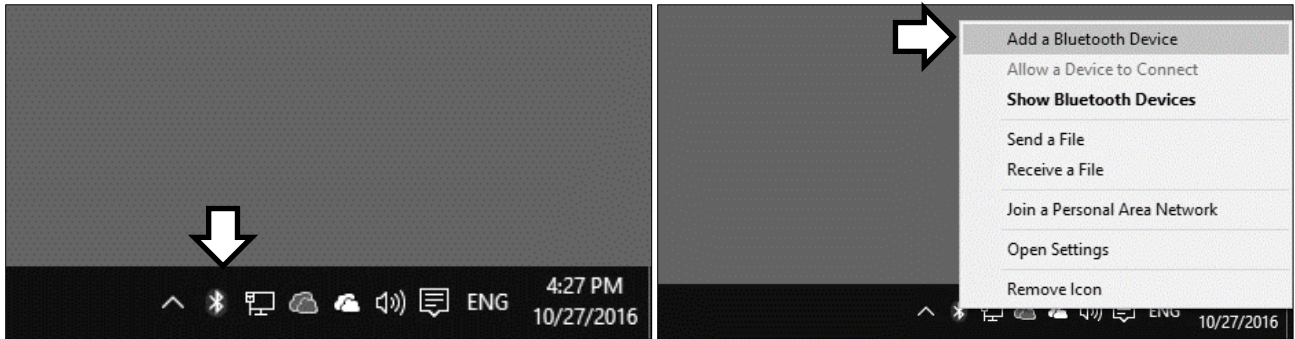 4:27 PM
ENG
10/27/2016
Add a Bluetooth Device
Allow a Device to Connect
Show Bluetooth Devices
Send a File
Receive a File
Join a Personal Area Network
Open Settings
Remove Icon
ENG
10/27/2016